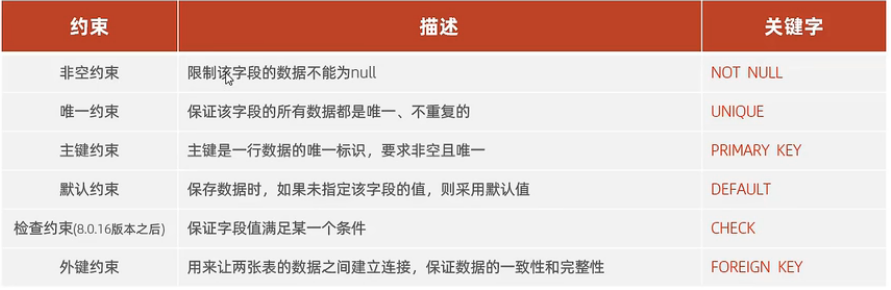 约束 描述 关键字
非空约束 限制该字段的数据不能为null NOT NULL
唯一约束 保证该字段的所有数据都是唯一、不重复的 UNIQUE
主键约束 主键是一行数据的唯一标识，要求非空且唯一 PRIMARY KEY
默认约束 保存数据时，如果未指定该字段的值，则采用默认值 DEFAULT
检查约束(8.0.16版本之后) 保证字段值满足某一个条件 CHECK
外键约束 用来让两张表的数据之间建立连接，保证数据的一致性和完整性 FOREIGN KEY